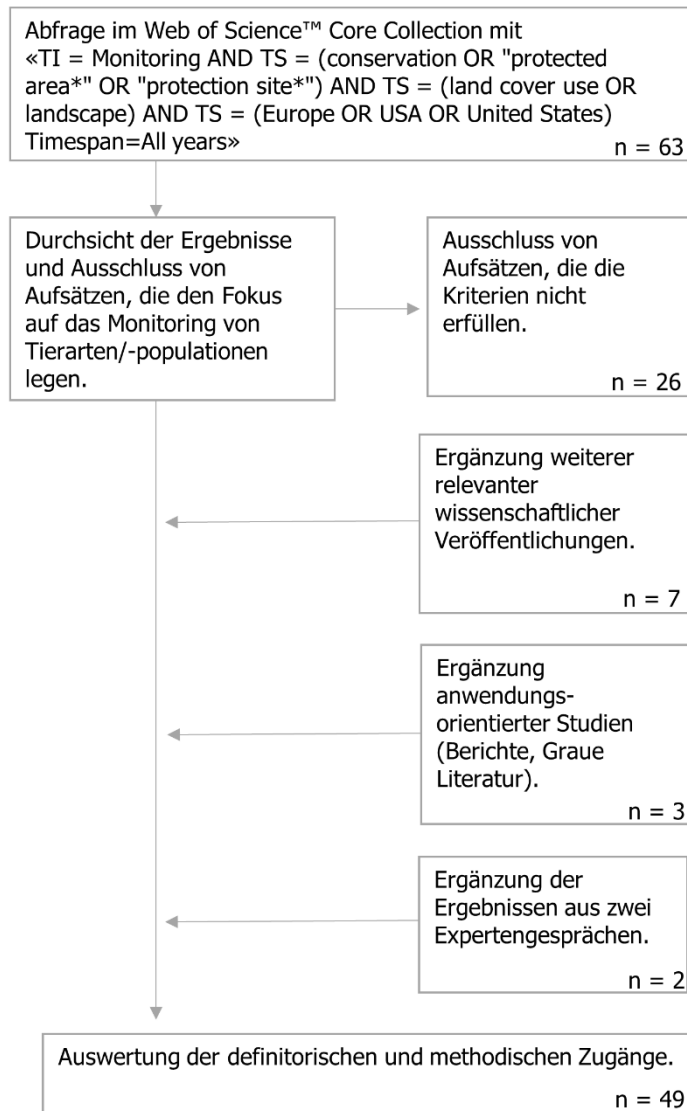 Abfrage im Web of Science™ Core Collection mit
«TI = Monitoring AND TS = (conservation OR "protected
area*" OR "protection site*") AND TS = (land cover use OR
landscape) AND TS = (Europe OR USA OR United States)
Timespan=All years»
n = 63
Durchsicht der Ergebnisse
und Ausschluss von
Aufsätzen, die den Fokus
auf das Monitoring von
Tierarten/-populationen
legen.
Ausschluss von
Aufsätzen, die die
Kriterien nicht
erfüllen.
n = 26
Ergänzung weiterer
relevanter
wissenschaftlicher
Veröffentlichungen.
n = 7
Ergänzung
anwendungs-
orientierter Studien
(Berichte, Graue
Literatur).
n = 3
Ergänzung der
Ergebnissen aus zwei
Expertengesprächen.
n = 2
Auswertung der definitorischen und methodischen Zugänge.
n = 49